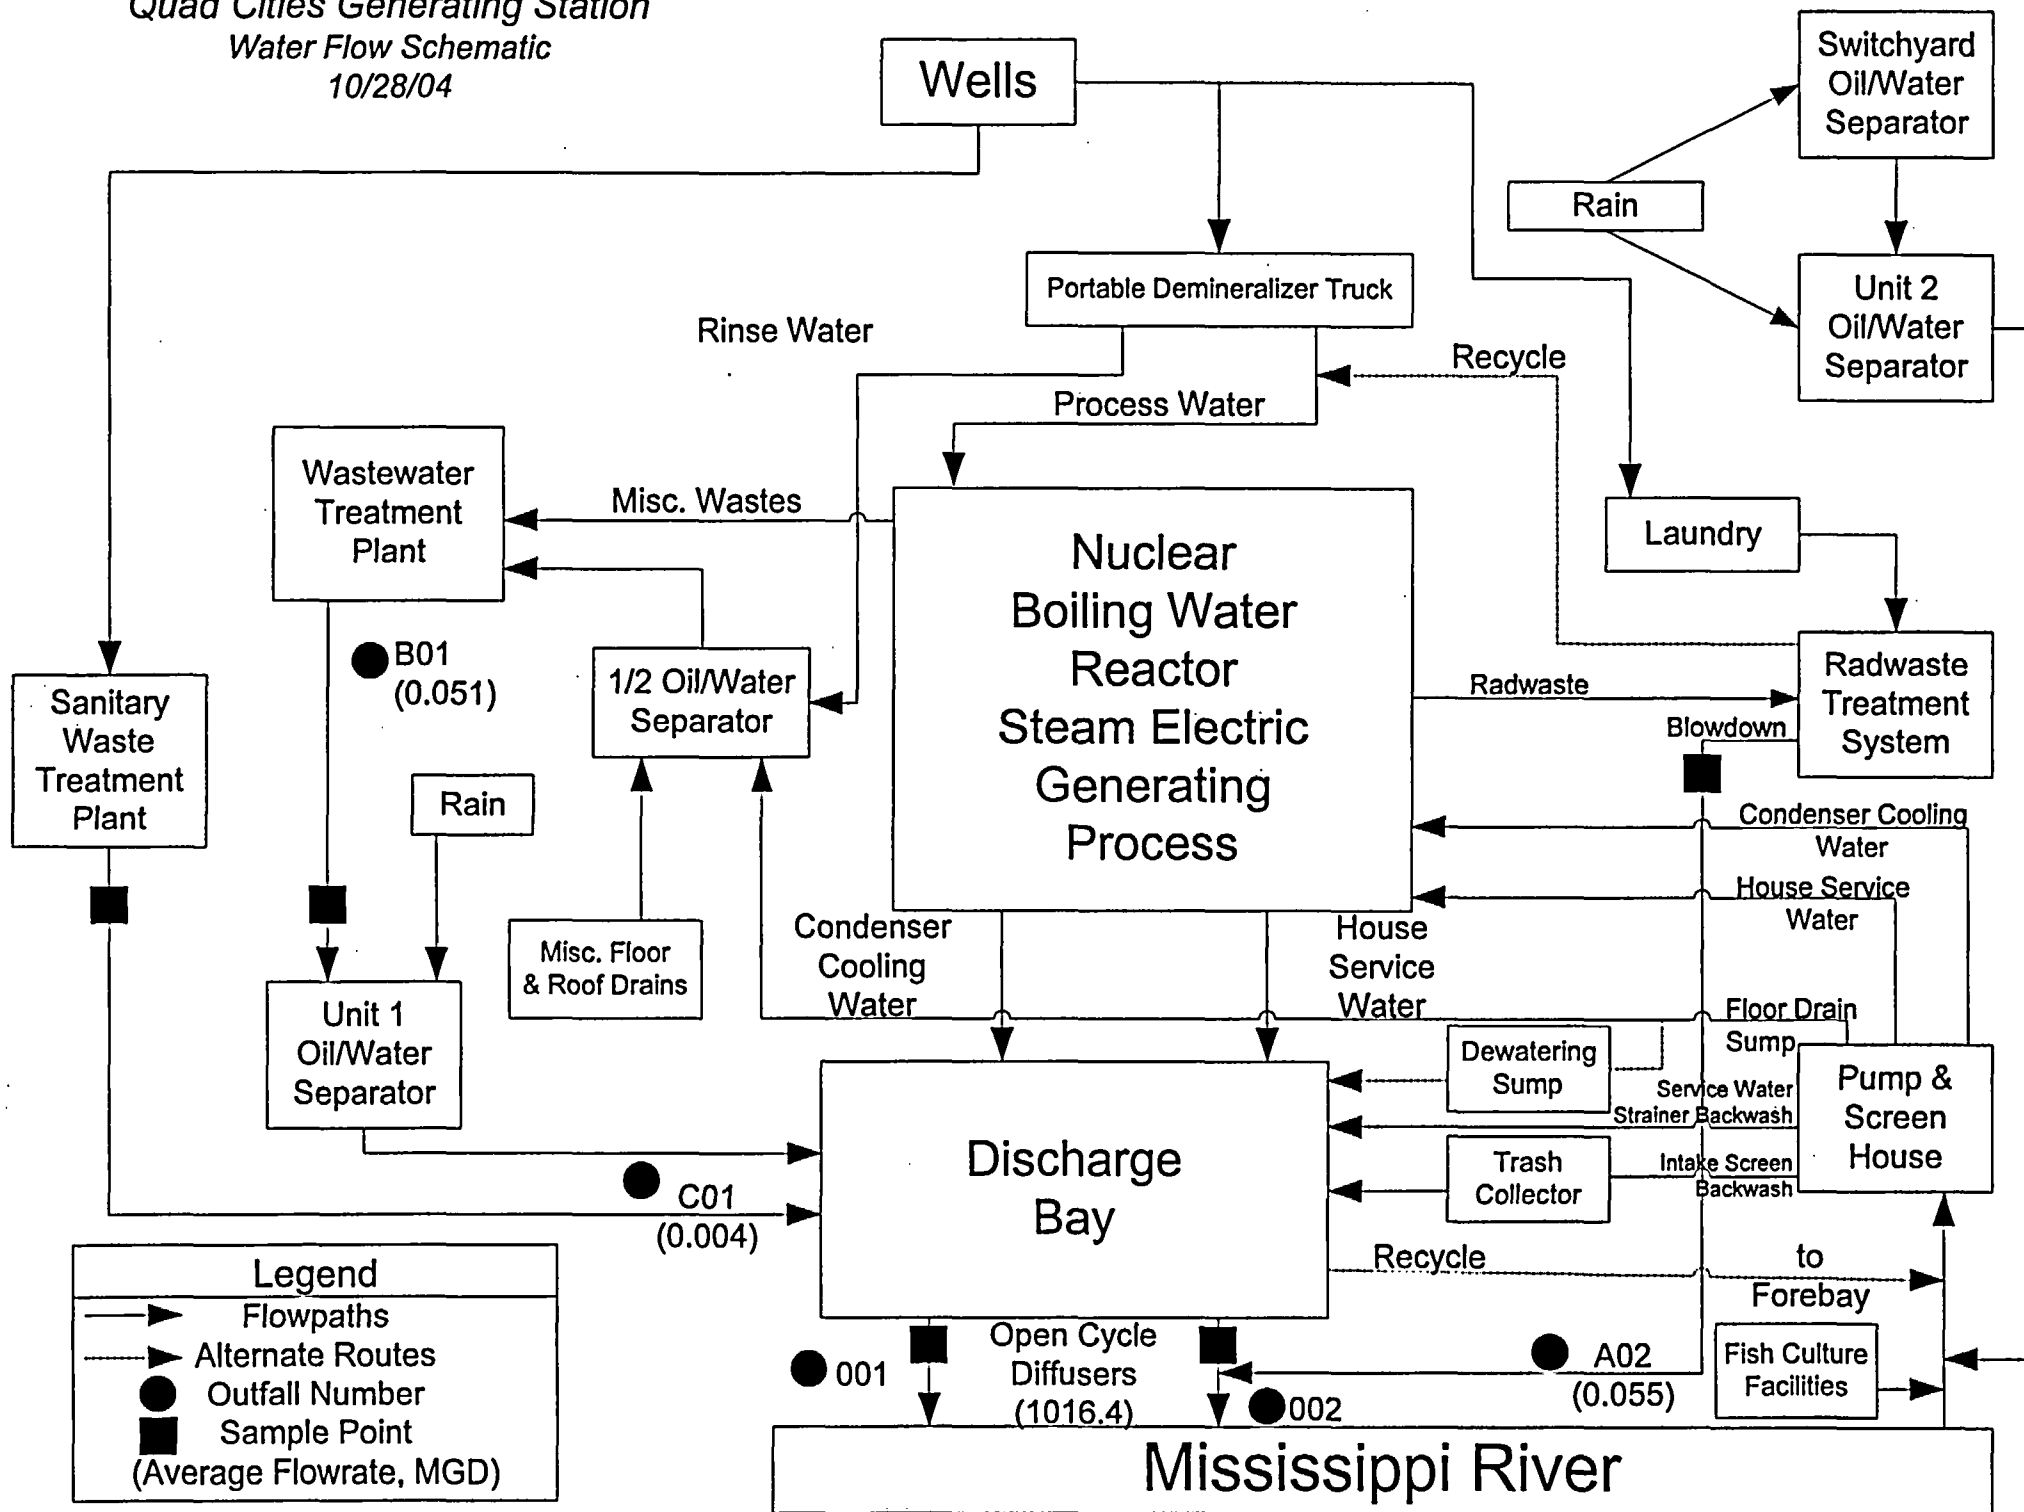 Quad Cities Generating Station
Water Flow Schematic
10/28/04
Wells
Switchyard
Oil/Water
Separator
Rain
Unit 2
Oil/Water
Separator
Portable Demineralizer Truck
Rinse Water
Recycle
Process Water
Wastewater
Treatment
Plant
Misc. Wastes
Nuclear
Boiling Water
Reactor
Steam Electric
Generating
Process
Laundry
B01
(0.051)
1/2 Oil/Water
Separator
Radwaste
Radwaste
Treatment
System
Blowdown
Sanitary
Waste
Treatment
Plant
Rain
Condenser Cooling
Water
House Service
Water
Misc. Floor
& Roof Drains
Condenser
Cooling
Water
House
Service
Water
Floor Drain
Sump
Unit 1
Oil/Water
Separator
Dewatering
Sump
Service Water
Strainer Backwash
Pump &
Screen
House
Discharge
Bay
Trash
Collector
Intake Screen
Backwash
C01
(0.004)
Recycle
to
Forebay
Legend
Flowpaths
Alternate Routes
Outfall Number
Sample Point
(Average Flowrate, MGD)
001
Open Cycle
Diffusers
(1016.4)
002
A02
(0.055)
Fish Culture
Facilities
Mississippi River